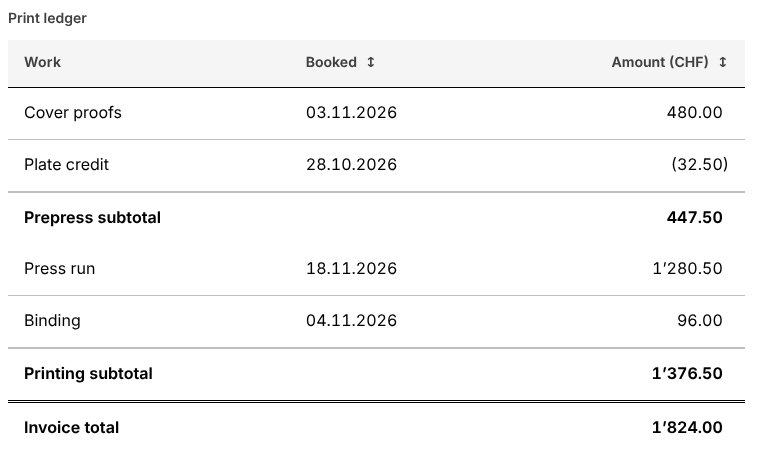 Print ledger
Work Booked ↕ Amount (CHF) ↕
Cover proofs 03.11.2026 480.00
Plate credit 28.10.2026 (32.50)
Prepress subtotal 447.50
Press run 18.11.2026 1’280.50
Binding 04.11.2026 96.00
Printing subtotal 1’376.50
Invoice total 1’824.00